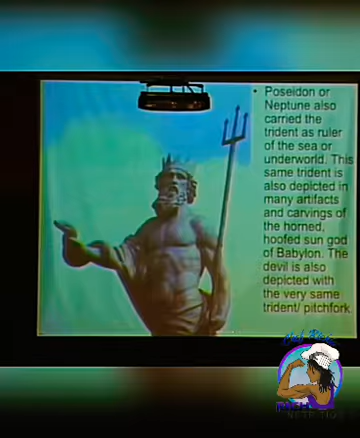 • Poseidon or
Neptune also
carried the
trident as ruler
of the sea or
underworld. This
same trident is
also depicted in
many artifacts
and carvings of
the horned,
hoofed sun god
of Babylon. The
devil is also
depicted with
the very same
trident/ pitchfork.